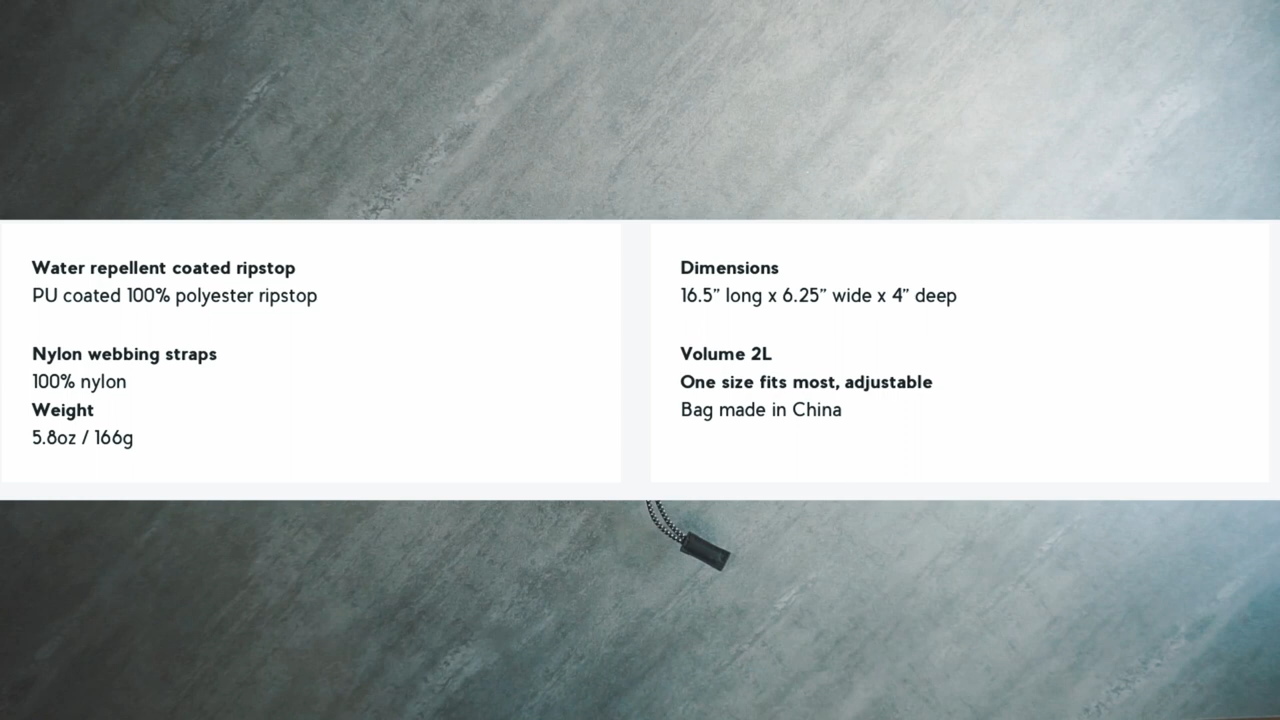 Water repellent coated ripstop
PU coated 100% polyester ripstop
Nylon webbing straps
100% nylon
Weight
5.8oz / 166g
Dimensions
16.5” long x 6.25” wide x 4” deep
Volume 2L
One size fits most, adjustable
Bag made in China